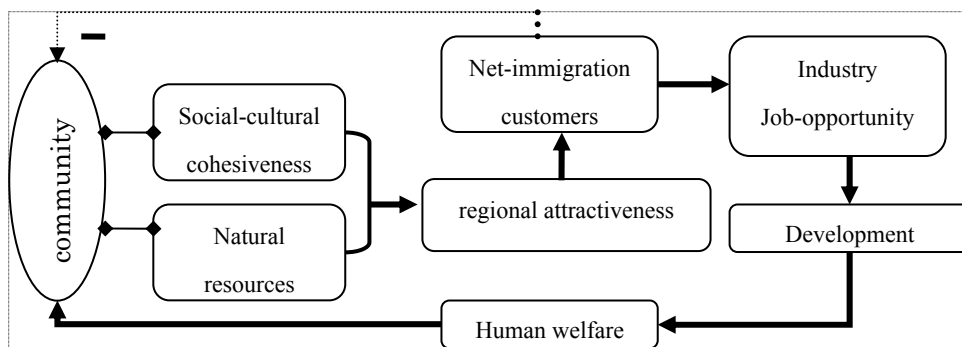 community
Social-cultural
cohesiveness
Natural
resources
regional attractiveness
Net-immigration
customers
Industry
Job-opportunity
Development
Human welfare